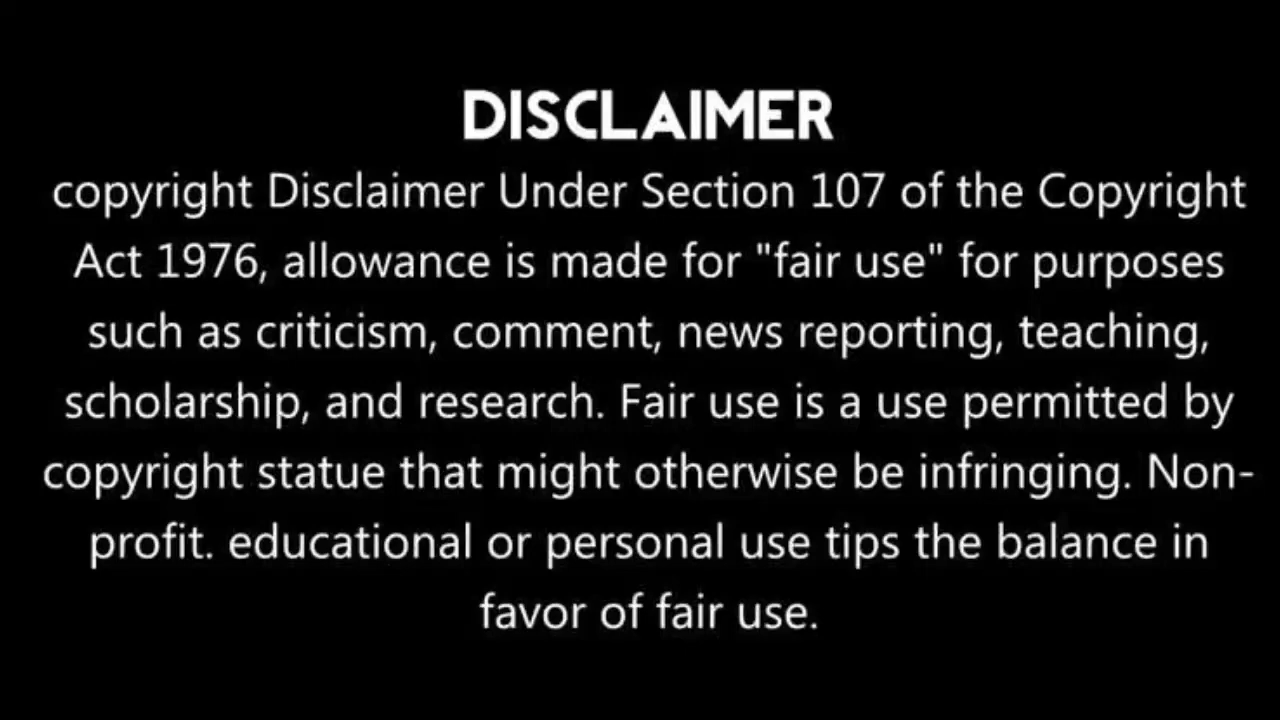 DISCLAIMER
copyright Disclaimer Under Section 107 of the Copyright
Act 1976, allowance is made for "fair use" for purposes
such as criticism, comment, news reporting, teaching,
scholarship, and research. Fair use is a use permitted by
copyright statue that might otherwise be infringing. Non-
profit. educational or personal use tips the balance in
favor of fair use.